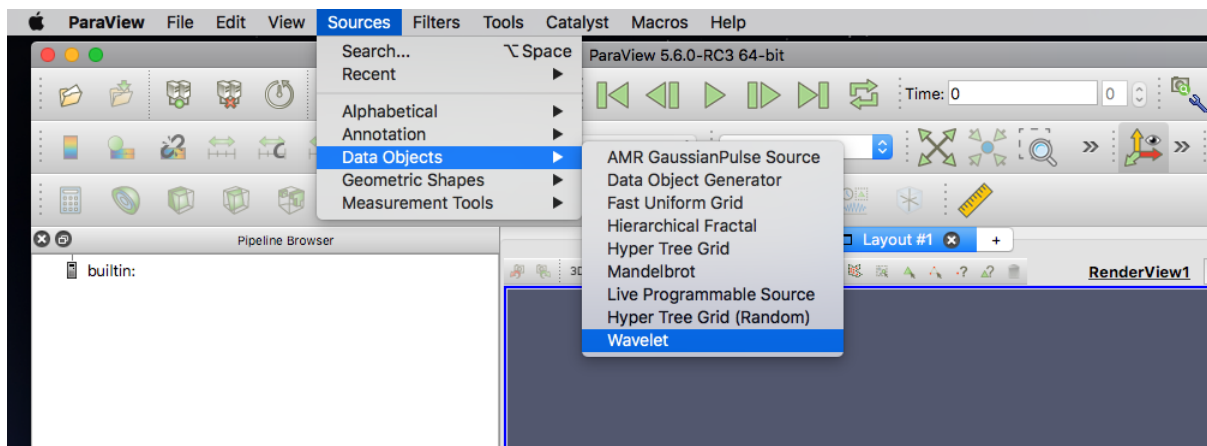 ParaView File Edit View Sources Filters Tools Catalyst Macros Help
Search... ⌥ Space
Recent
Alphabetical
Annotation
Data Objects
Geometric Shapes
Measurement Tools
ParaView 5.6.0-RC3 64-bit
Time: 0 0
AMR GaussianPulse Source
Data Object Generator
Fast Uniform Grid
Hierarchical Fractal
Hyper Tree Grid
Mandelbrot
Live Programmable Source
Hyper Tree Grid (Random)
Wavelet
Pipeline Browser
builtin:
Layout #1 +
3D
RenderView1